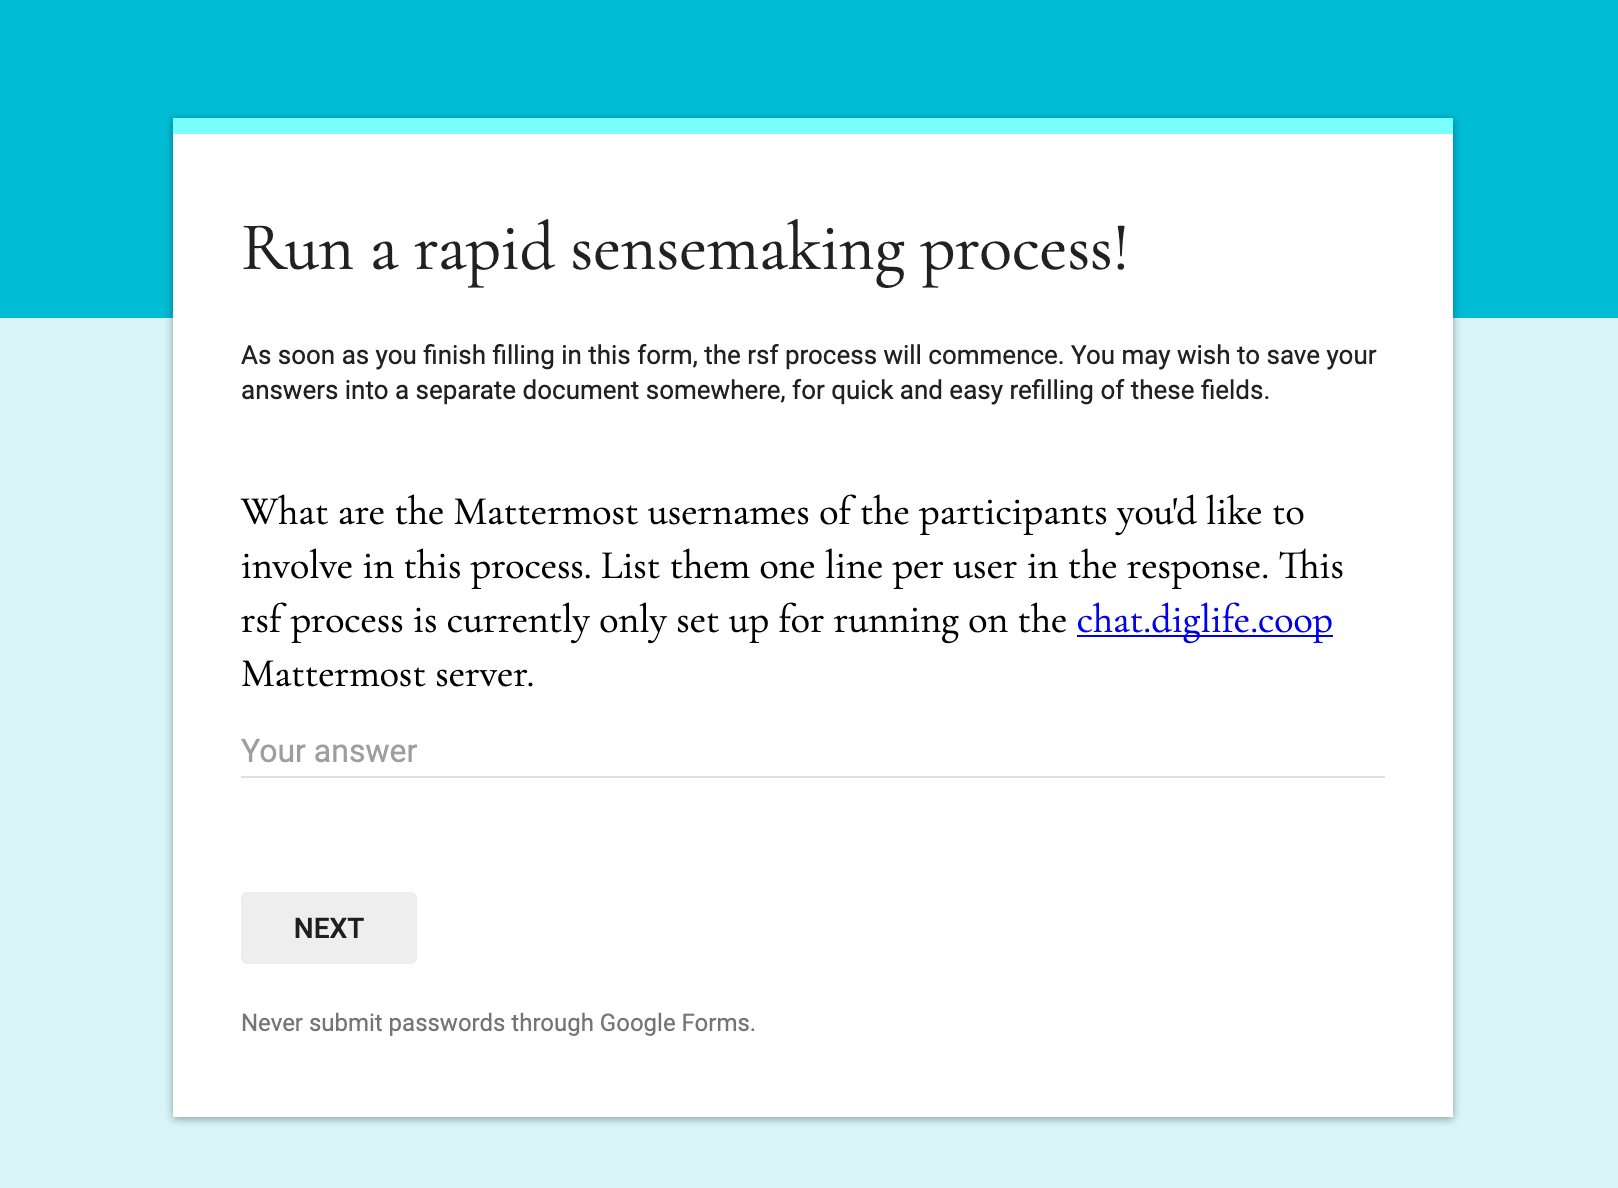 Run a rapid sensemaking process!
As soon as you finish filling in this form, the rsf process will commence. You may wish to save your
answers into a separate document somewhere, for quick and easy refilling of these fields.
What are the Mattermost usernames of the participants you'd like to
involve in this process. List them one line per user in the response. This
rsf process is currently only set up for running on the chat.diglife.coop
Mattermost server.
Your answer
NEXT
Never submit passwords through Google Forms.